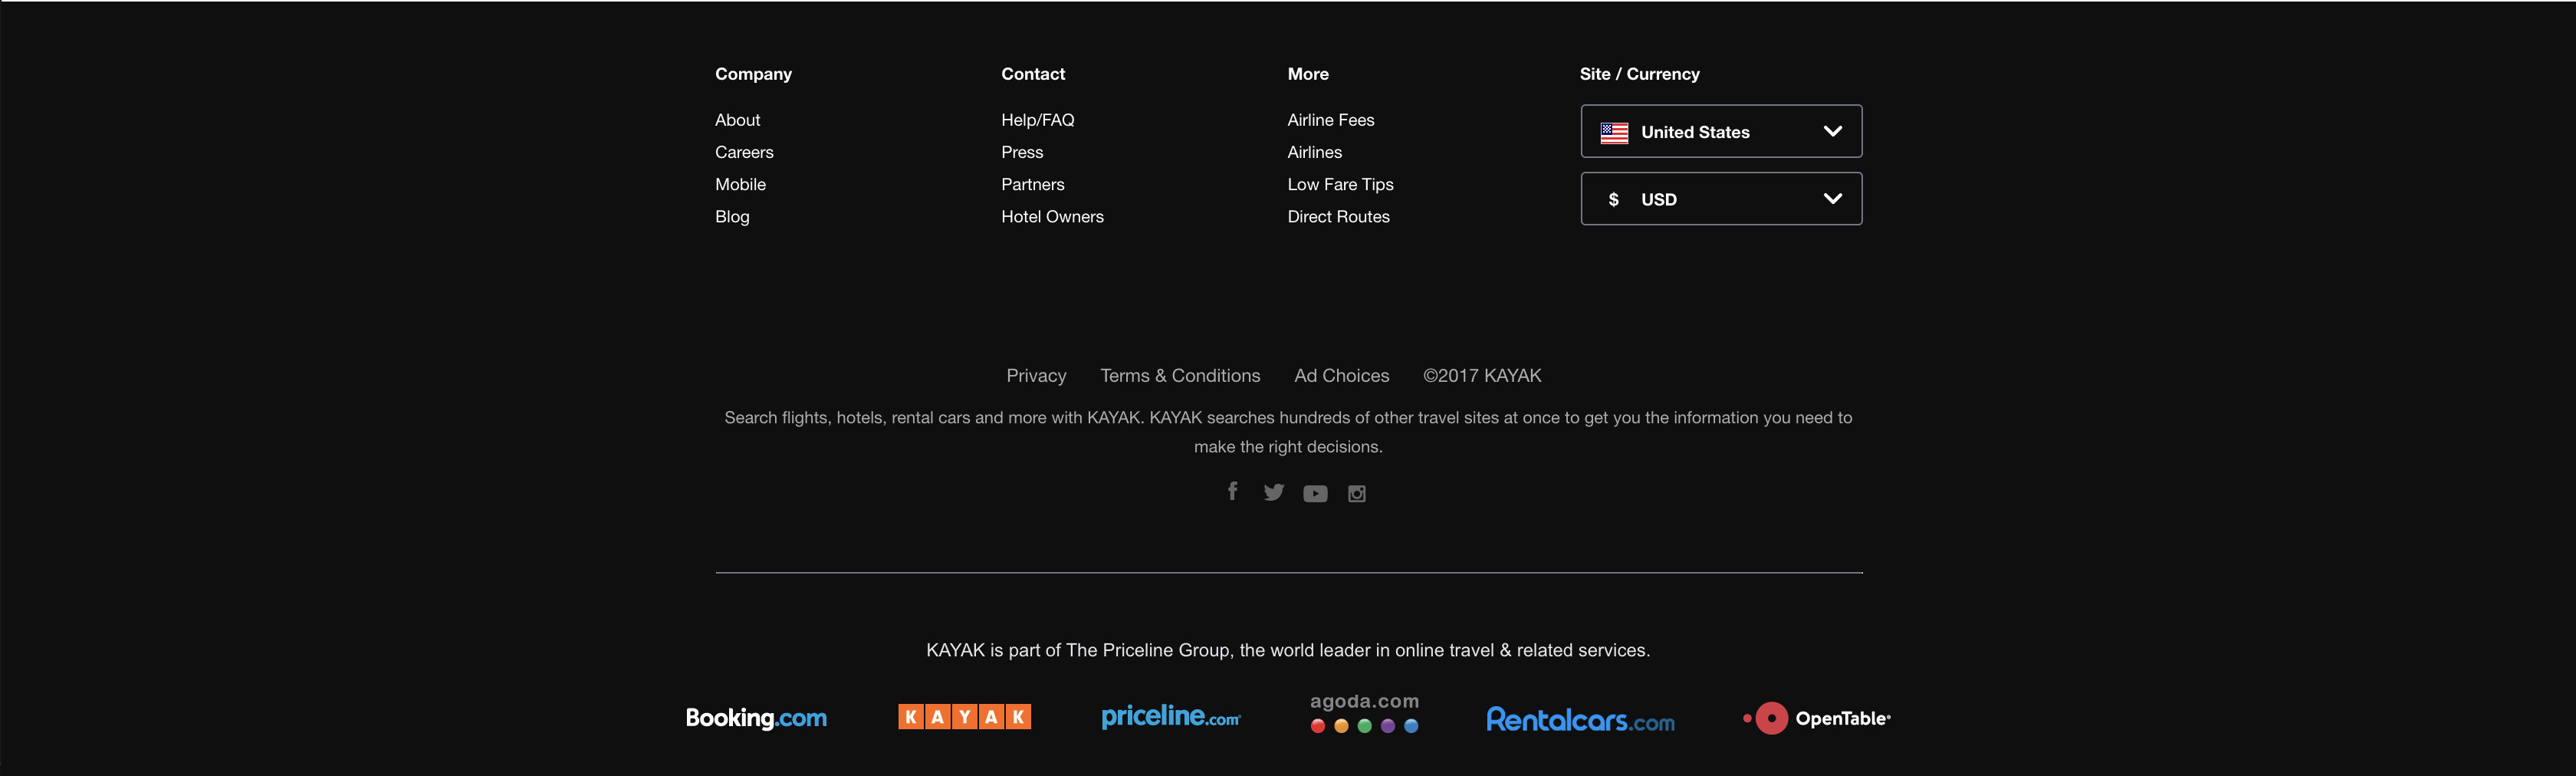 Company
About
Careers
Mobile
Blog
Contact
Help/FAQ
Press
Partners
Hotel Owners
More
Airline Fees
Airlines
Low Fare Tips
Direct Routes
Site / Currency
United States
$ USD
Privacy Terms & Conditions Ad Choices ©2017 KAYAK
Search flights, hotels, rental cars and more with KAYAK. KAYAK searches hundreds of other travel sites at once to get you the information you need to
make the right decisions.
KAYAK is part of The Priceline Group, the world leader in online travel & related services.
Booking.com KAYAK priceline.com® agoda.com Rentalcars.com OpenTable®